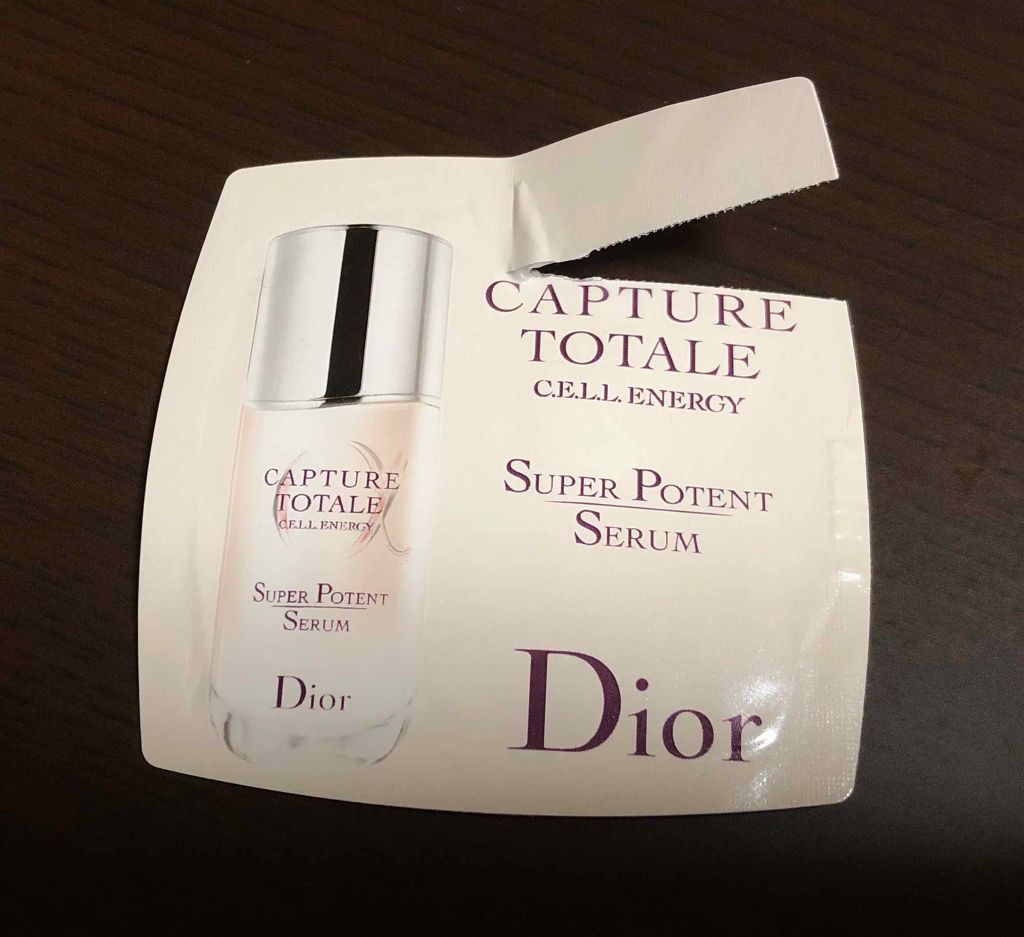 CAPTURE
TOTALE
C.E.L.L. ENERGY
SUPER POTENT
SERUM
Dior
CAPTURE
TOTALE
C.E.L.L. ENERGY
SUPER POTENT
SERUM
Dior